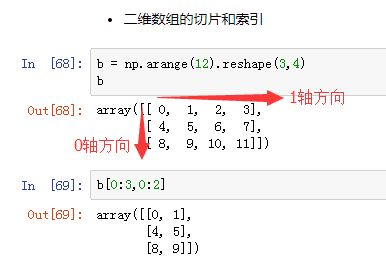 • 二维数组的切片和索引
In [68]: b = np.arange(12).reshape(3,4)
b
1轴方向
Out[68]: array([[ 0, 1, 2, 3],
[ 4, 5, 6, 7],
[ 8, 9, 10, 11]])
0轴方向
In [69]: b[0:3,0:2]
Out[69]: array([[0, 1],
[4, 5],
[8, 9]])